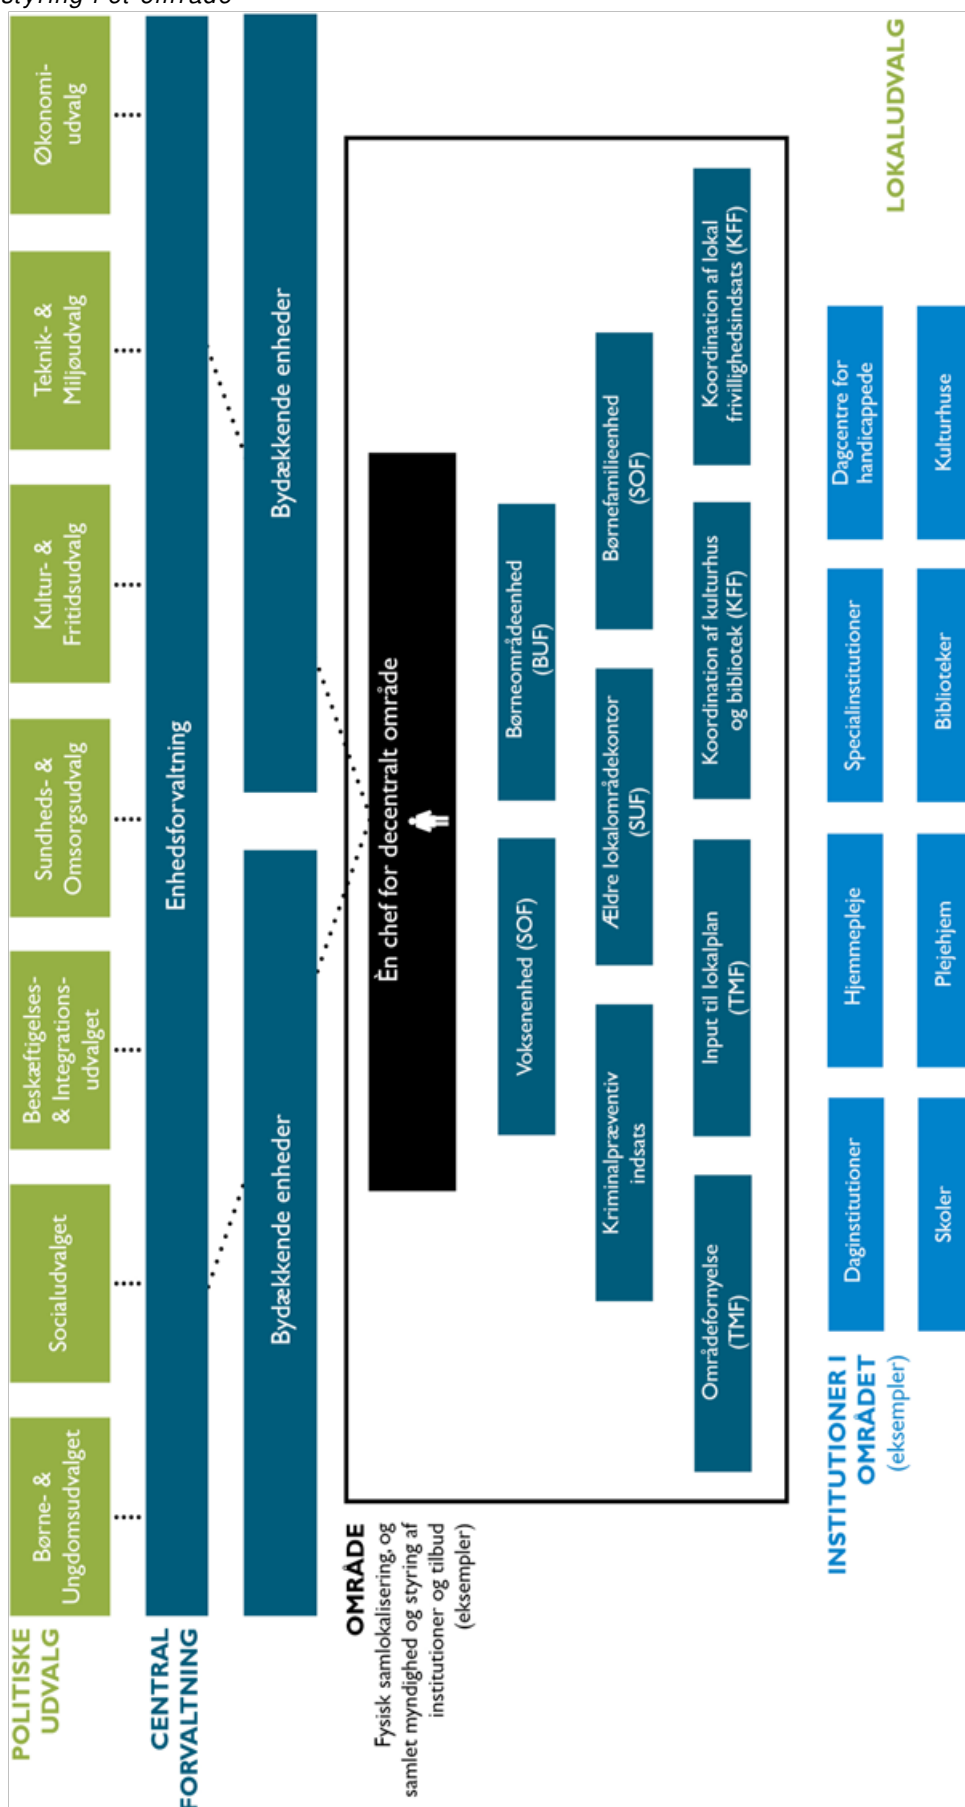 styring i et område
POLITISKE
UDVALG
Børne- &
Ungdomsudvalget
Socialudvalget
Beskæftigelses-
& Integrations-
udvalget
Sundheds- &
Omsorgsudvalg
Kultur- &
Fritidsudvalg
Teknik- &
Miljøudvalg
Økonomi-
udvalg
CENTRAL
FORVALTNING
Enhedsforvaltning
Bydækkende enheder
Bydækkende enheder
OMRÅDE
Fysisk samlokalisering, og
samlet myndighed og styring af
institutioner og tilbud
(eksempler)
Èn chef for decentralt område
Voksenenhed (SOF)
Børneområdeenhed
(BUF)
Kriminalpræventiv
indsats
Ældre lokalområdekontor
(SUF)
Børnefamilieenhed
(SOF)
Områdefornyelse
(TMF)
Input til lokalplan
(TMF)
Koordination af kulturhus
og bibliotek (KFF)
Koordination af lokal
frivillighedsindsats (KFF)
INSTITUTIONER I
OMRÅDET
(eksempler)
Daginstitutioner
Hjemmepleje
Specialinstitutioner
Dagcentre for
handicappede
Skoler
Plejehjem
Biblioteker
Kulturhuse
LOKALUDVALG